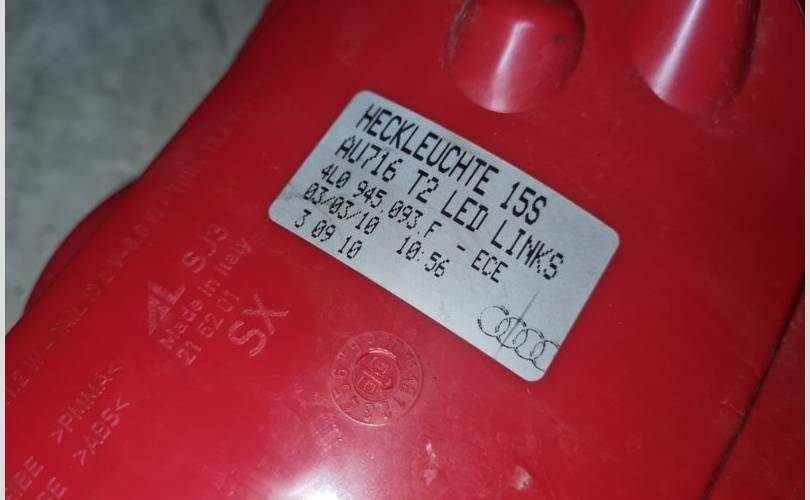 HECKLEUCHTE 15S
AU716 T2 LED LINKS
4L0 945.093.F - ECE
03/03/10 10:56
3 09 10
AL SJ3
Made in Italy
21 52 01
SX
>PMMA<
>ABS<